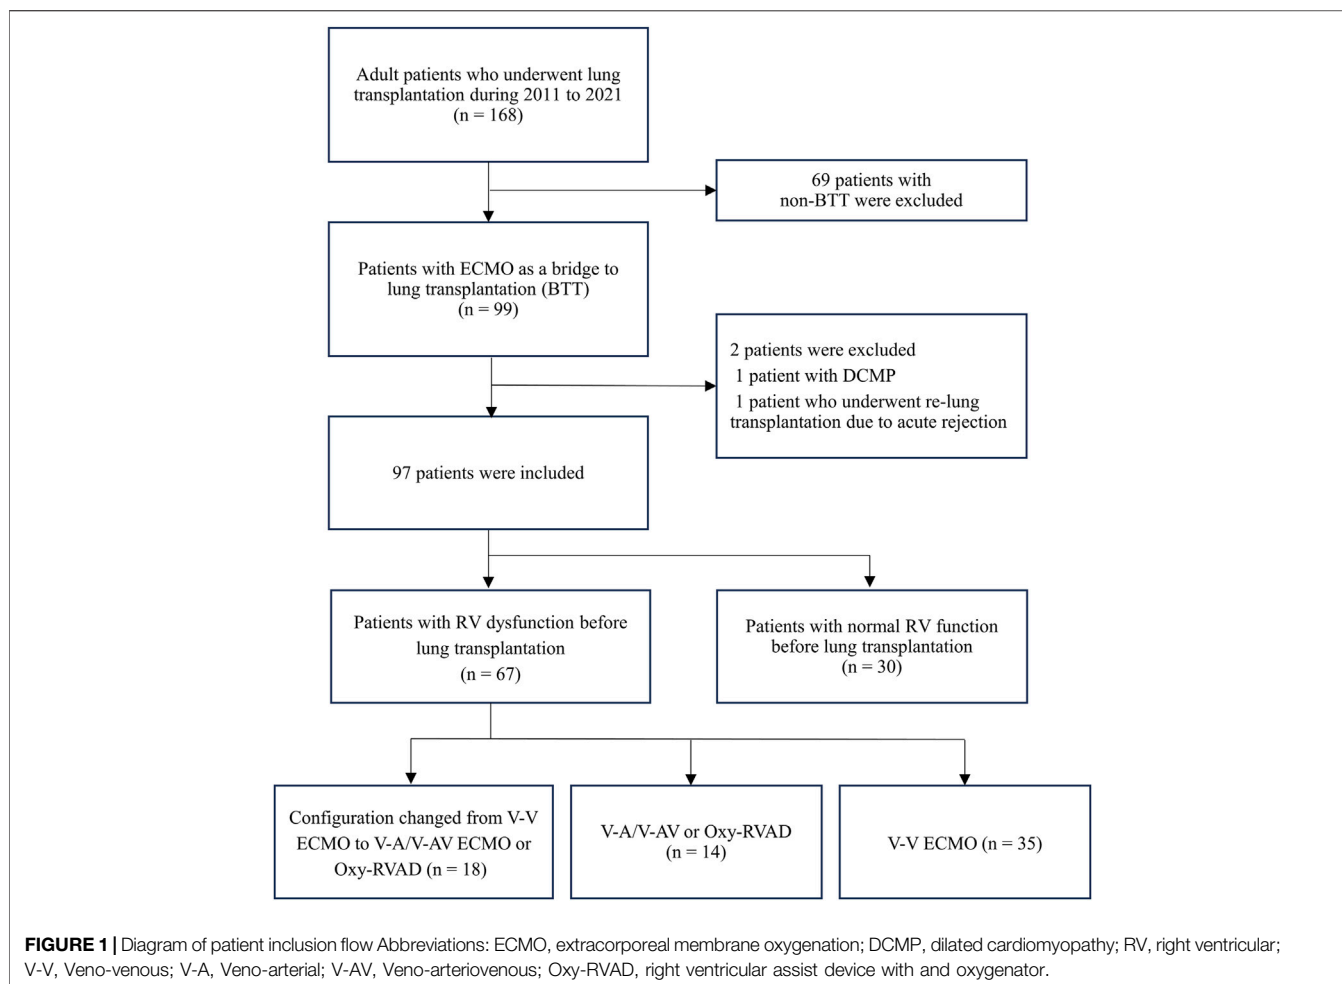 Adult patients who underwent lung
transplantation during 2011 to 2021
(n = 168)
69 patients with
non-BTT were excluded
Patients with ECMO as a bridge to
lung transplantation (BTT)
(n = 99)
2 patients were excluded
1 patient with DCMP
1 patient who underwent re-lung
transplantation due to acute rejection
97 patients were included
Patients with RV dysfunction before
lung transplantation
(n = 67)
Patients with normal RV function
before lung transplantation
(n = 30)
Configuration changed from V-V
ECMO to V-A/V-AV ECMO or
Oxy-RVAD (n = 18)
V-A/V-AV or Oxy-RVAD
(n = 14)
V-V ECMO (n = 35)
FIGURE 1 | Diagram of patient inclusion flow Abbreviations: ECMO, extracorporeal membrane oxygenation; DCMP, dilated cardiomyopathy; RV, right ventricular;
V-V, Veno-venous; V-A, Veno-arterial; V-AV, Veno-arteriovenous; Oxy-RVAD, right ventricular assist device with and oxygenator.